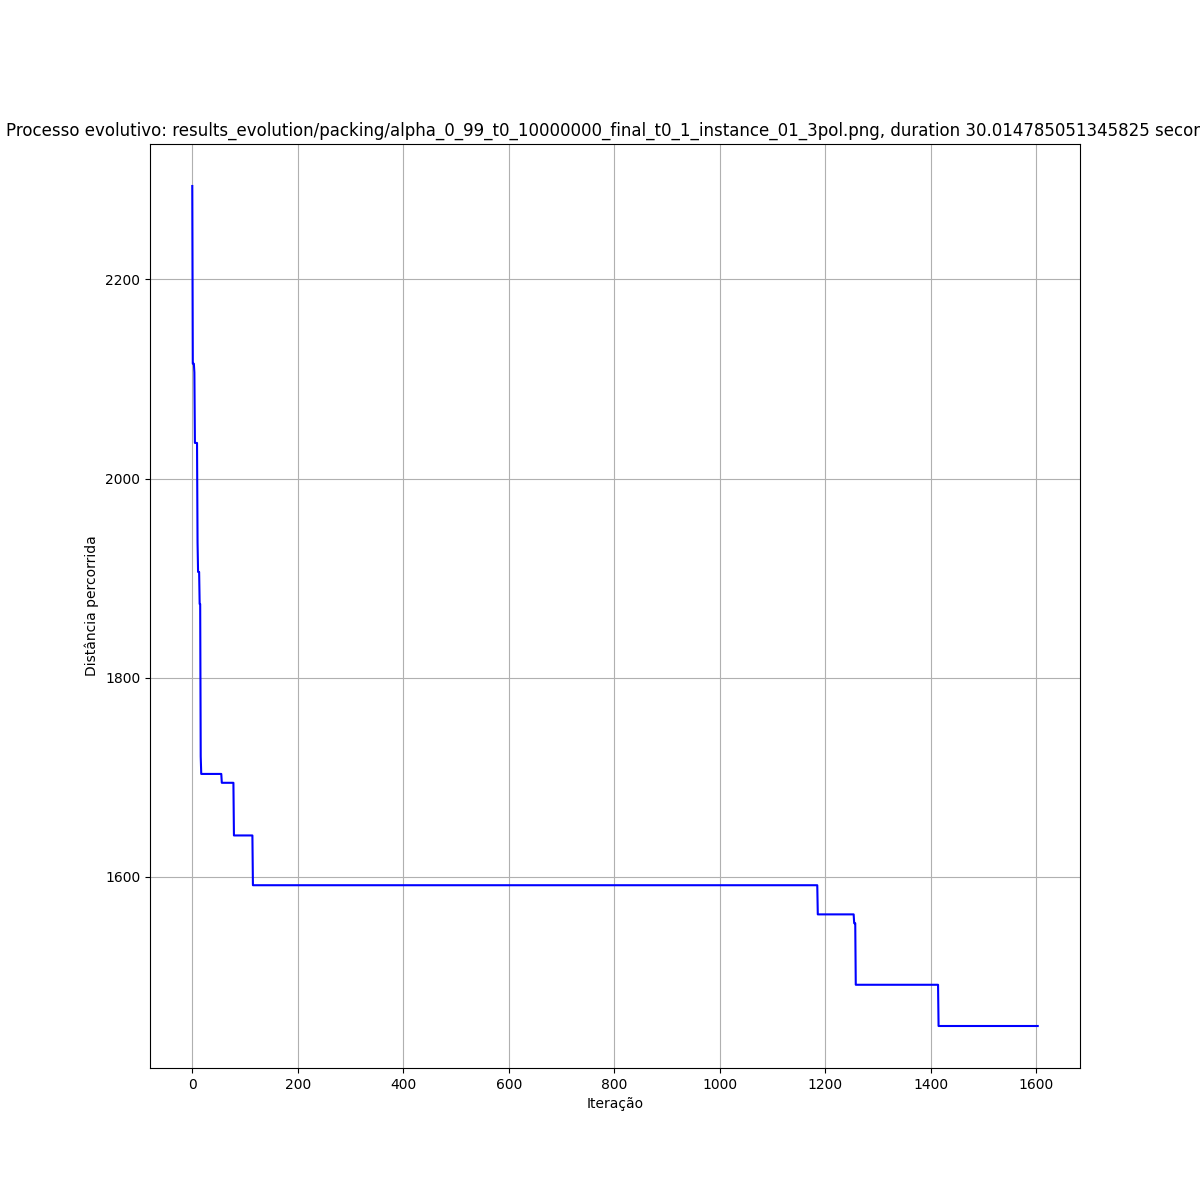 Processo evolutivo: results_evolution/packing/alpha_0_99_t0_10000000_final_t0_1_instance_01_3pol.png, duration 30.014785051345825 secor
2200
2000
1800
1600
Distância percorrida
0 200 400 600 800 1000 1200 1400 1600
Iteração